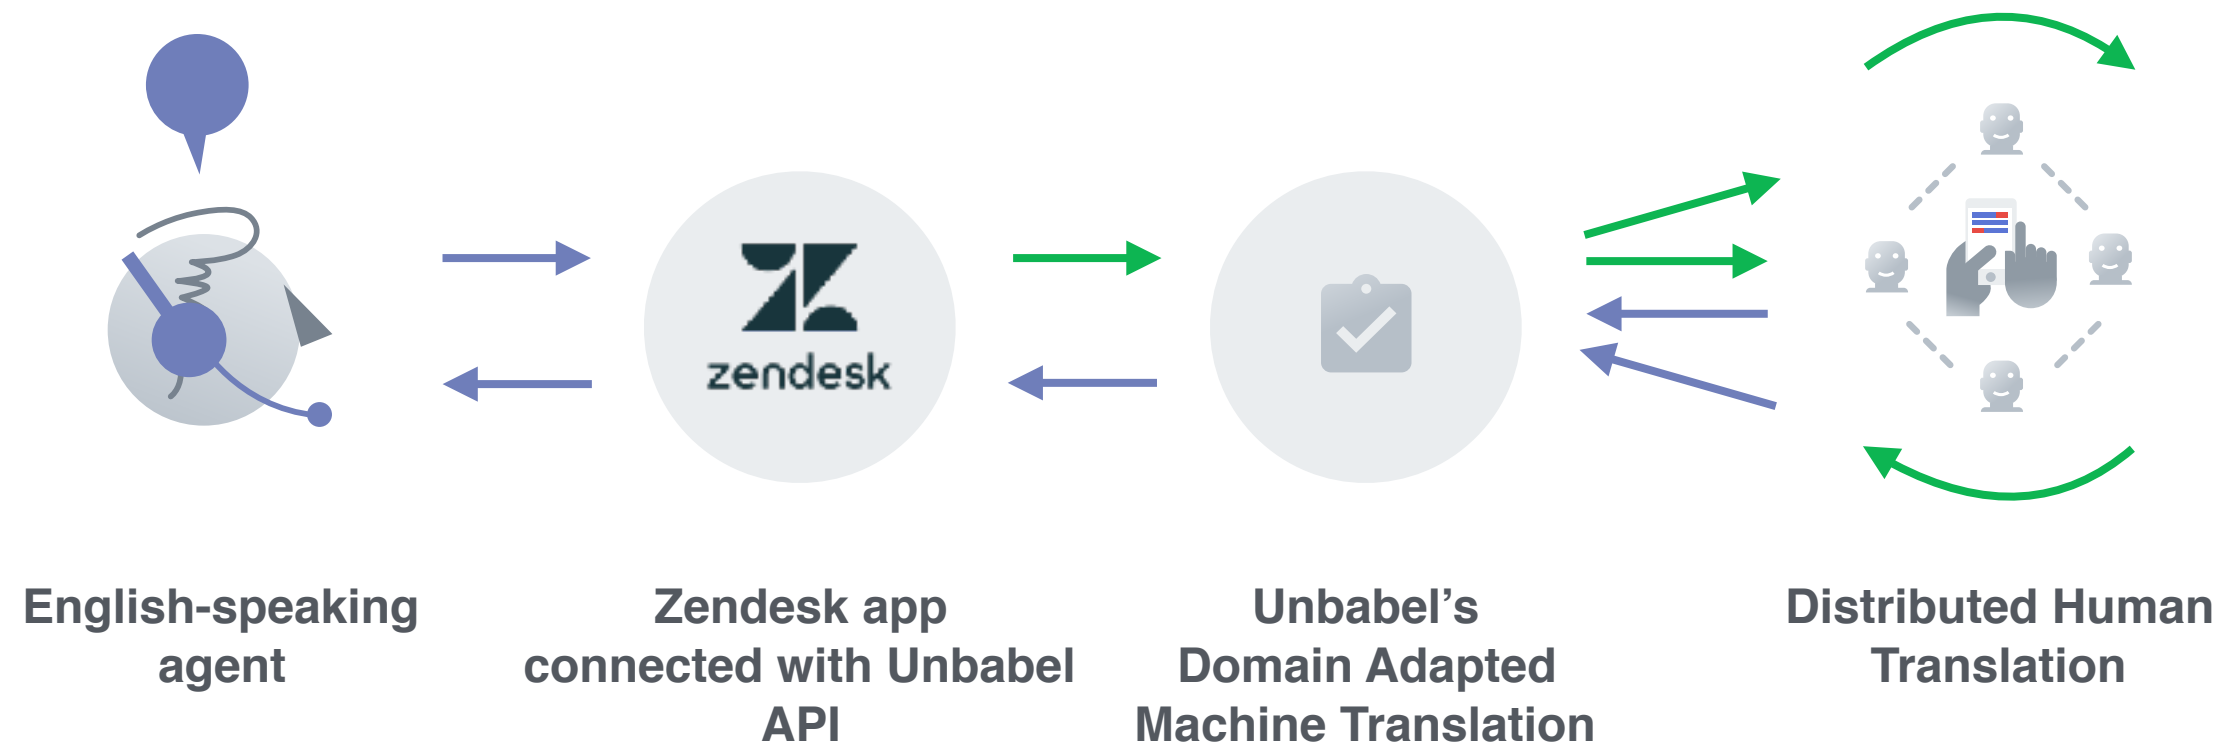 zendesk
English-speaking
agent
Zendesk app
connected with Unbabel
API
Unbabel’s
Domain Adapted
Machine Translation
Distributed Human
Translation